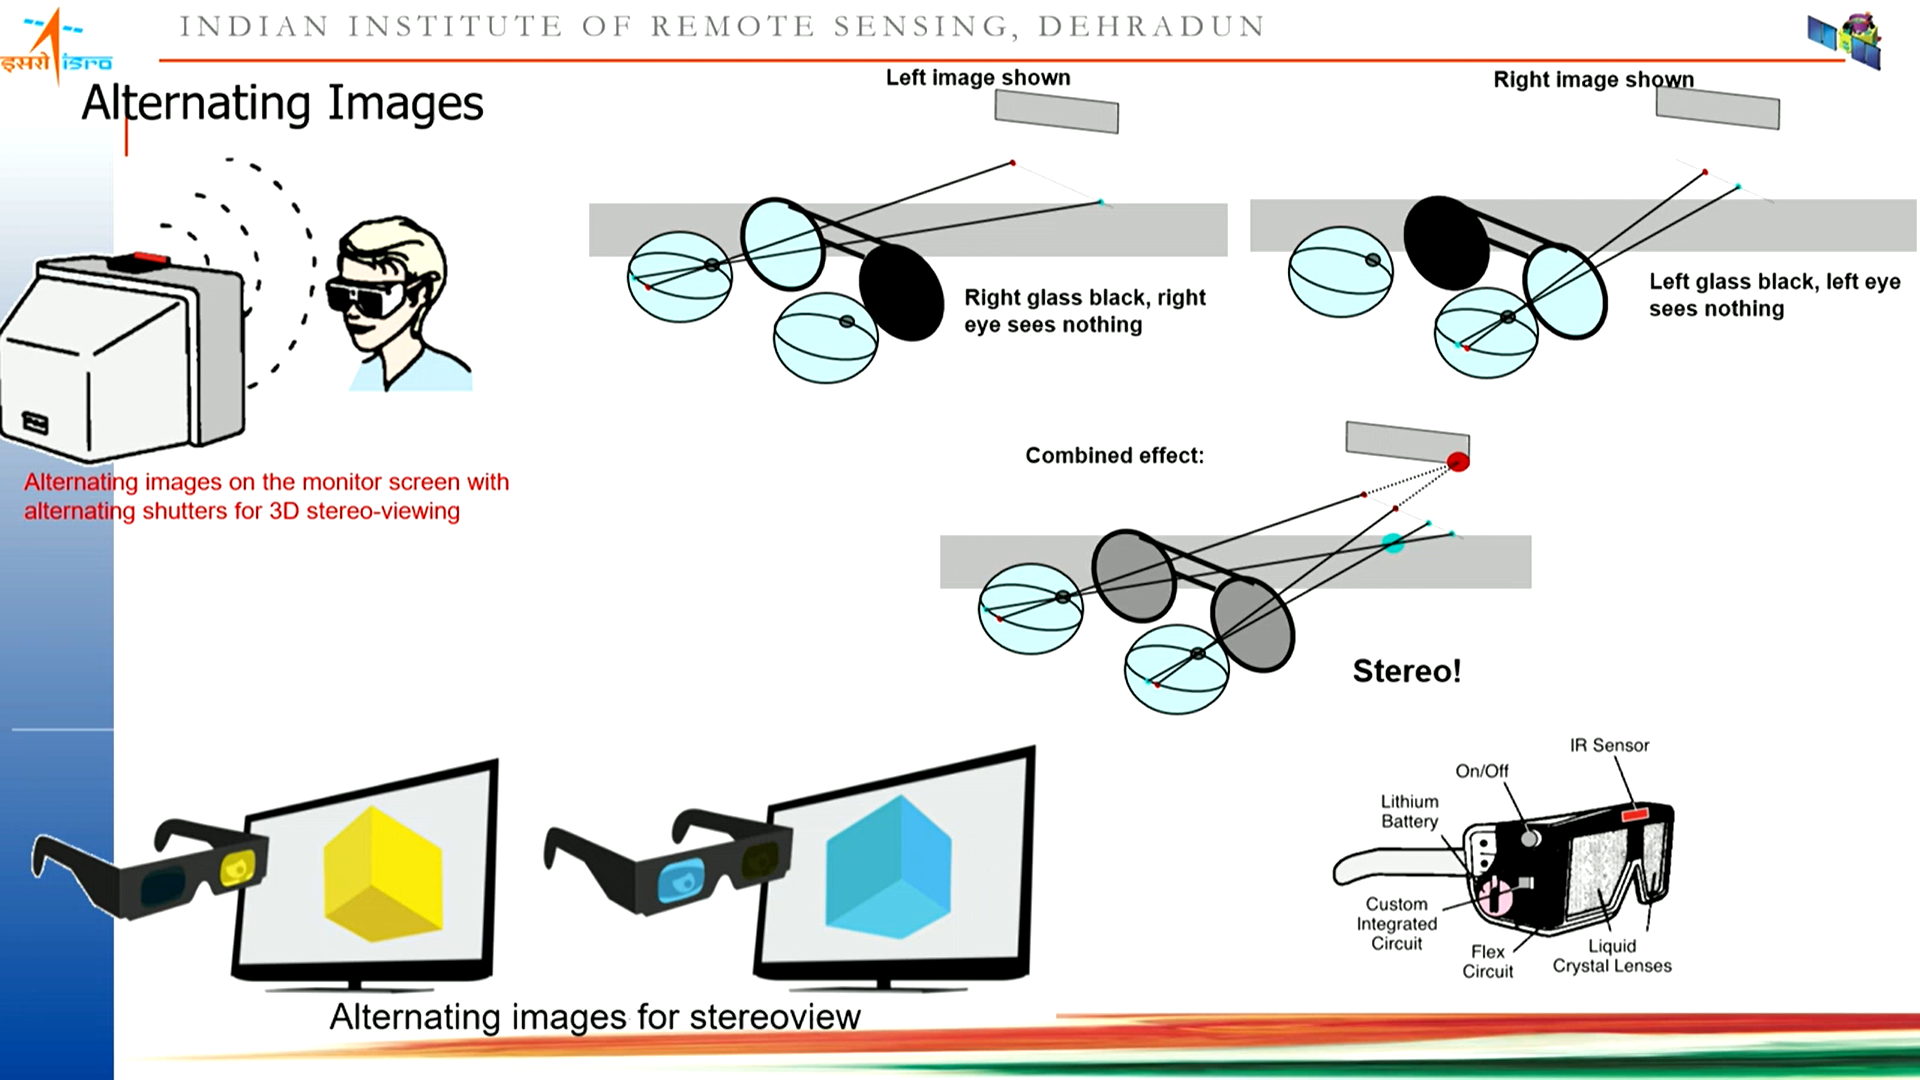 INDIAN INSTITUTE OF REMOTE SENSING, DEHRADUN
इसरो isro
Alternating Images
Left image shown
Right image shown
Right glass black, right
eye sees nothing
Left glass black, left eye
sees nothing
Alternating images on the monitor screen with
alternating shutters for 3D stereo-viewing
Combined effect:
Stereo!
IR Sensor
On/Off
Lithium
Battery
Custom
Integrated
Circuit
Flex
Circuit
Liquid
Crystal Lenses
Alternating images for stereoview